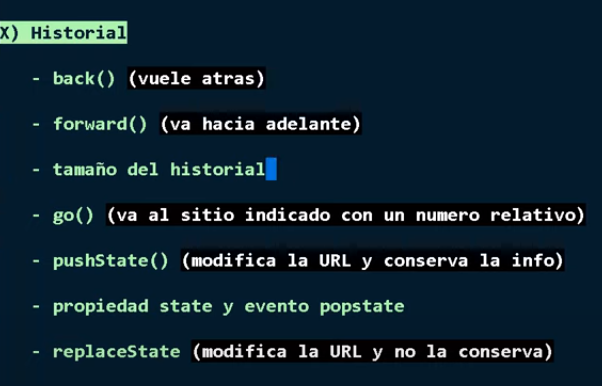 X) Historial
- back() (vuele atras)
- forward() (va hacia adelante)
- tamaño del historial
- go() (va al sitio indicado con un numero relativo)
- pushState() (modifica la URL y conserva la info)
- propiedad state y evento popstate
- replaceState (modifica la URL y no la conserva)